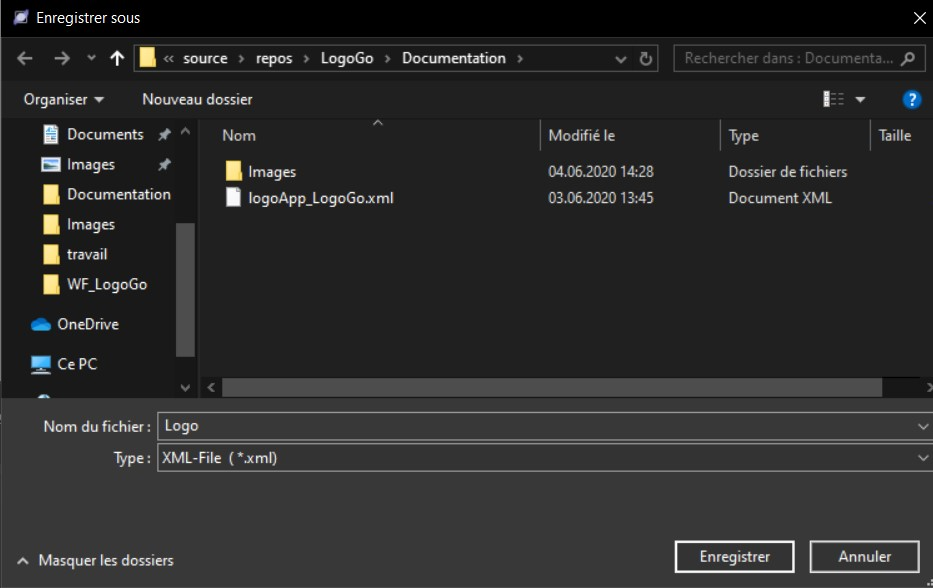 Enregistrer sous
« source › repos › LogoGo › Documentation ›
Rechercher dans : Documenta...
Organiser
Nouveau dossier
?
Documents
Images
Documentation
Images
travail
WF_LogoGo
OneDrive
Ce PC
Nom Modifié le Type Taille
Images 04.06.2020 14:28 Dossier de fichiers
logoApp_LogoGo.xml 03.06.2020 13:45 Document XML
Nom du fichier : Logo
Type : XML-File (*.xml)
Masquer les dossiers
Enregistrer
Annuler